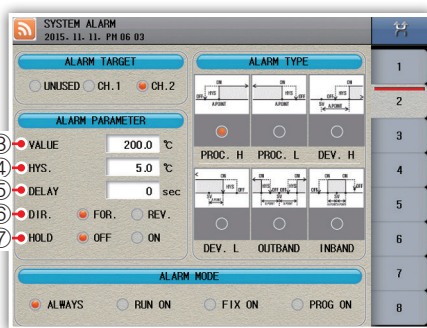 SYSTEM ALARM
2015. 11. 11. PM 06 03
ALARM TARGET
UNUSED CH.1 CH.2
ALARM PARAMETER
③ VALUE 200.0 ℃
④ HYS. 5.0 ℃
⑤ DELAY 0 sec
⑥ DIR. FOR. REV.
⑦ HOLD OFF ON
ALARM TYPE
PROC. H PROC. L DEV. H
DEV. L OUTBAND INBAND
ALARM MODE
ALWAYS RUN ON FIX ON PROG ON
1
2
3
4
5
6
7
8